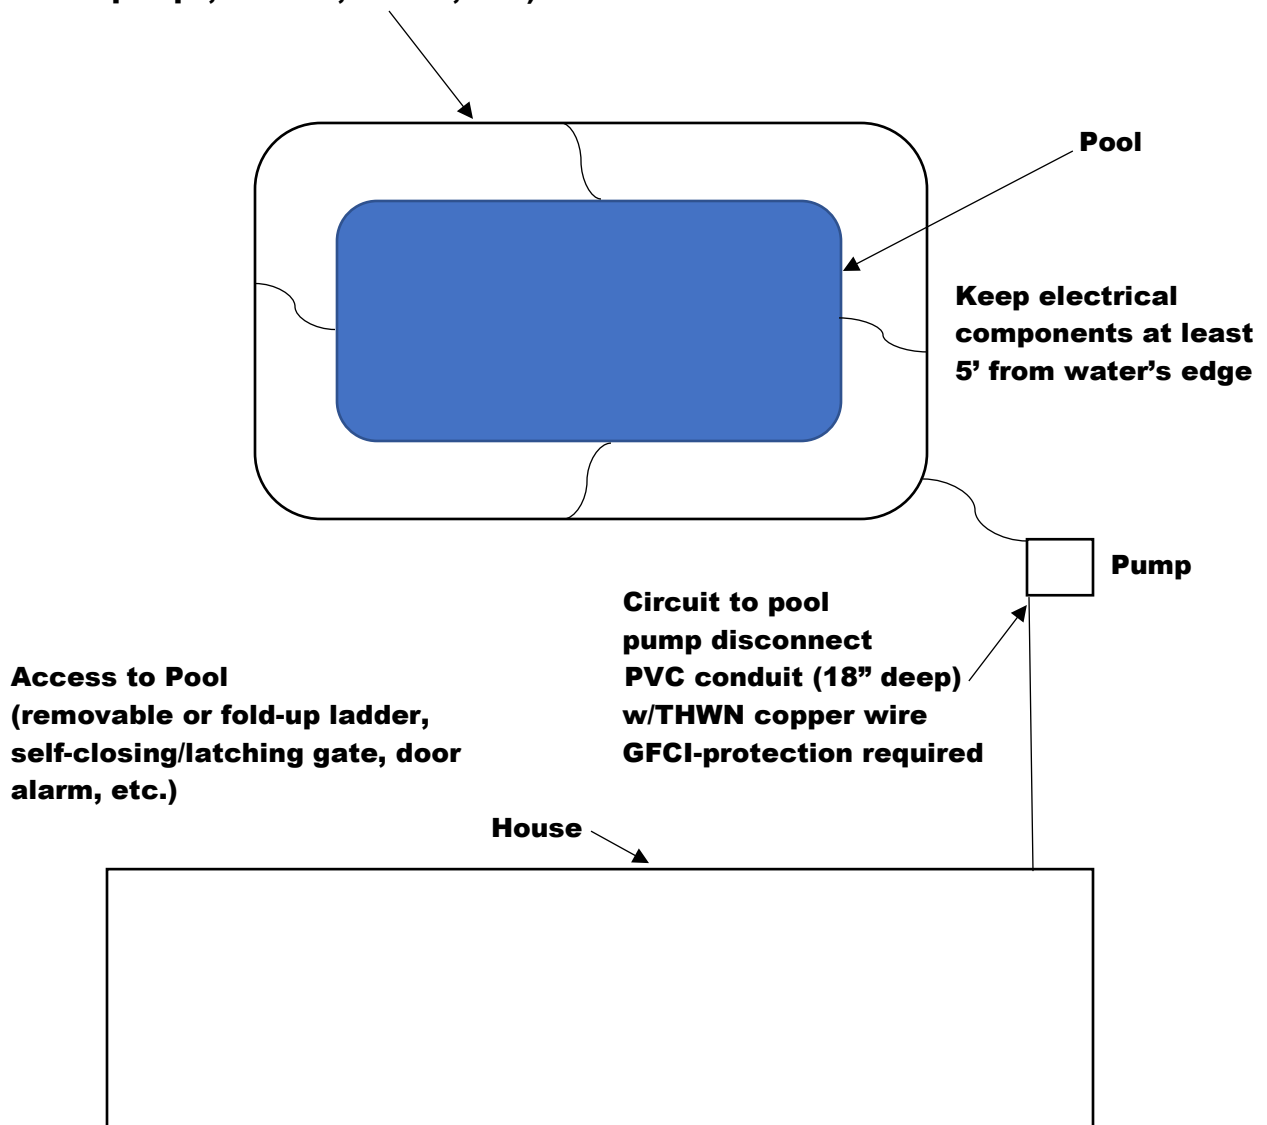 Pool
Keep electrical
components at least
5’ from water’s edge
Pump
Circuit to pool
pump disconnect
PVC conduit (18” deep)
w/THWN copper wire
GFCI-protection required
Access to Pool
(removable or fold-up ladder,
self-closing/latching gate, door
alarm, etc.)
House